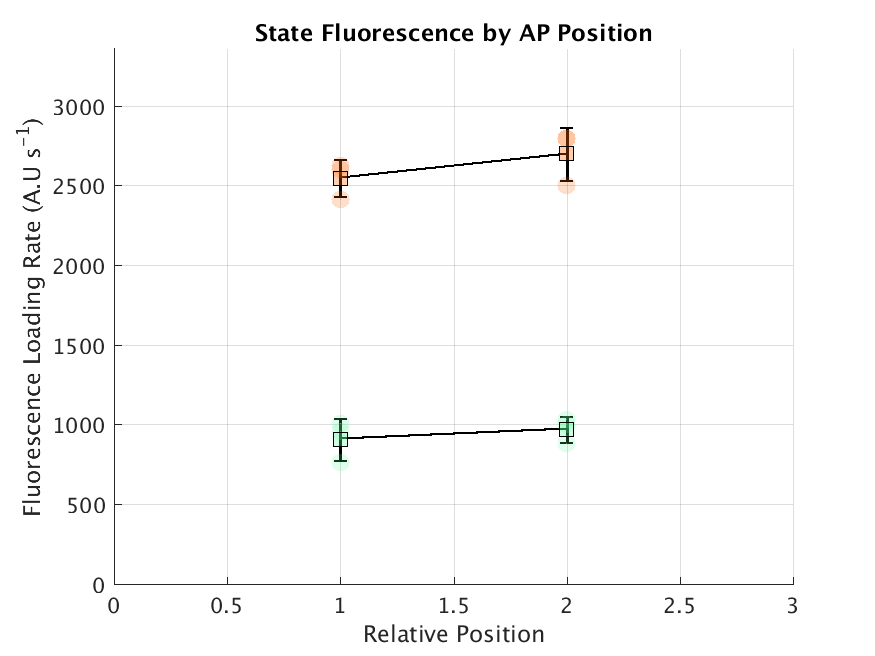 State Fluorescence by AP Position
Fluorescence Loading Rate (A.U s⁻¹)
3000
2500
2000
1500
1000
500
0
0 0.5 1 1.5 2 2.5 3
Relative Position